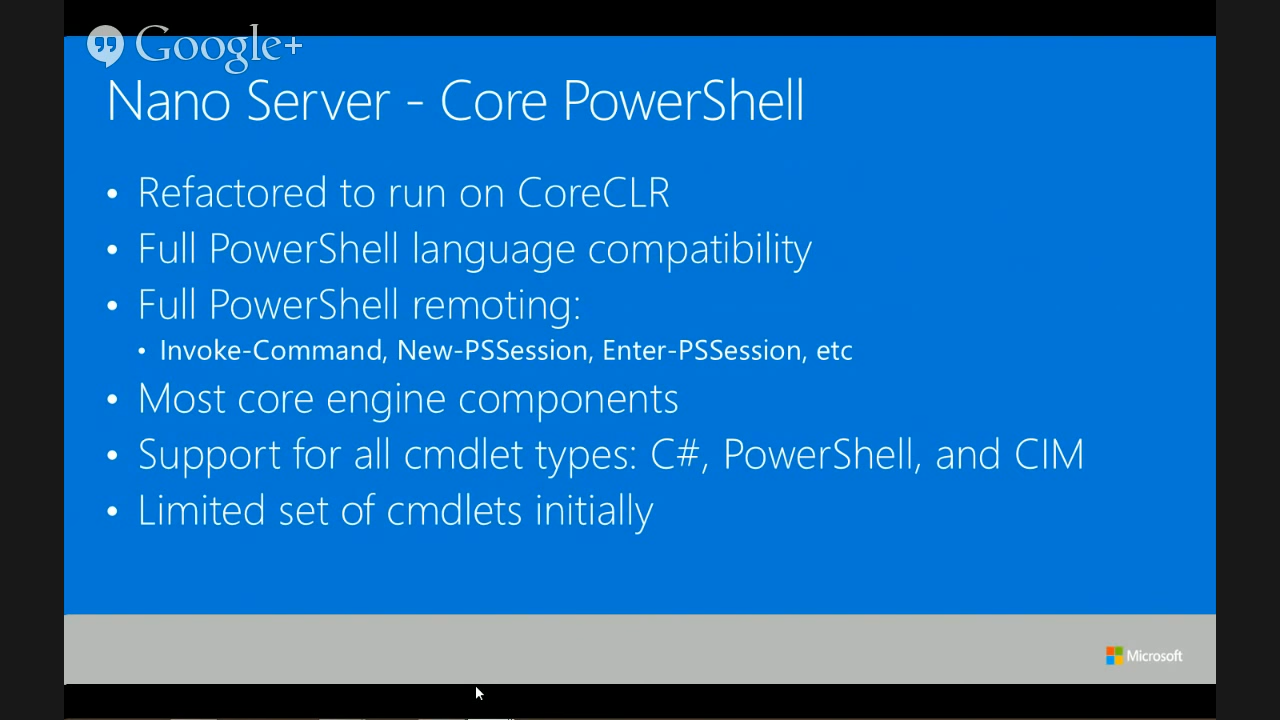 Google+
Nano Server - Core PowerShell
• Refactored to run on CoreCLR
• Full PowerShell language compatibility
• Full PowerShell remoting:
• Invoke-Command, New-PSSession, Enter-PSSession, etc
• Most core engine components
• Support for all cmdlet types: C#, PowerShell, and CIM
• Limited set of cmdlets initially
Microsoft